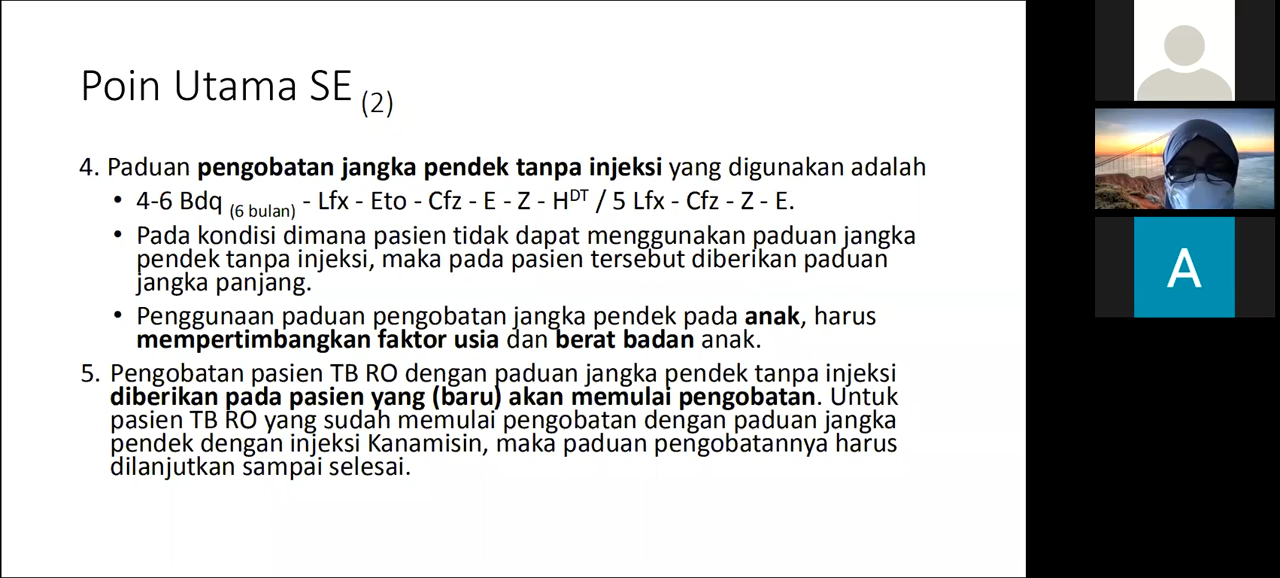 Poin Utama SE (2)
4. Paduan pengobatan jangka pendek tanpa injeksi yang digunakan adalah
• 4-6 Bdq (6 bulan) - Lfx - Eto - Cfz - E - Z - Hᴰᵀ / 5 Lfx - Cfz - Z - E.
• Pada kondisi dimana pasien tidak dapat menggunakan paduan jangka
pendek tanpa injeksi, maka pada pasien tersebut diberikan paduan
jangka panjang.
• Penggunaan paduan pengobatan jangka pendek pada anak, harus
mempertimbangkan faktor usia dan berat badan anak.
5. Pengobatan pasien TB RO dengan paduan jangka pendek tanpa injeksi
diberikan pada pasien yang (baru) akan memulai pengobatan. Untuk
pasien TB RO yang sudah memulai pengobatan dengan paduan jangka
pendek dengan injeksi Kanamisin, maka paduan pengobatannya harus
dilanjutkan sampai selesai.
A